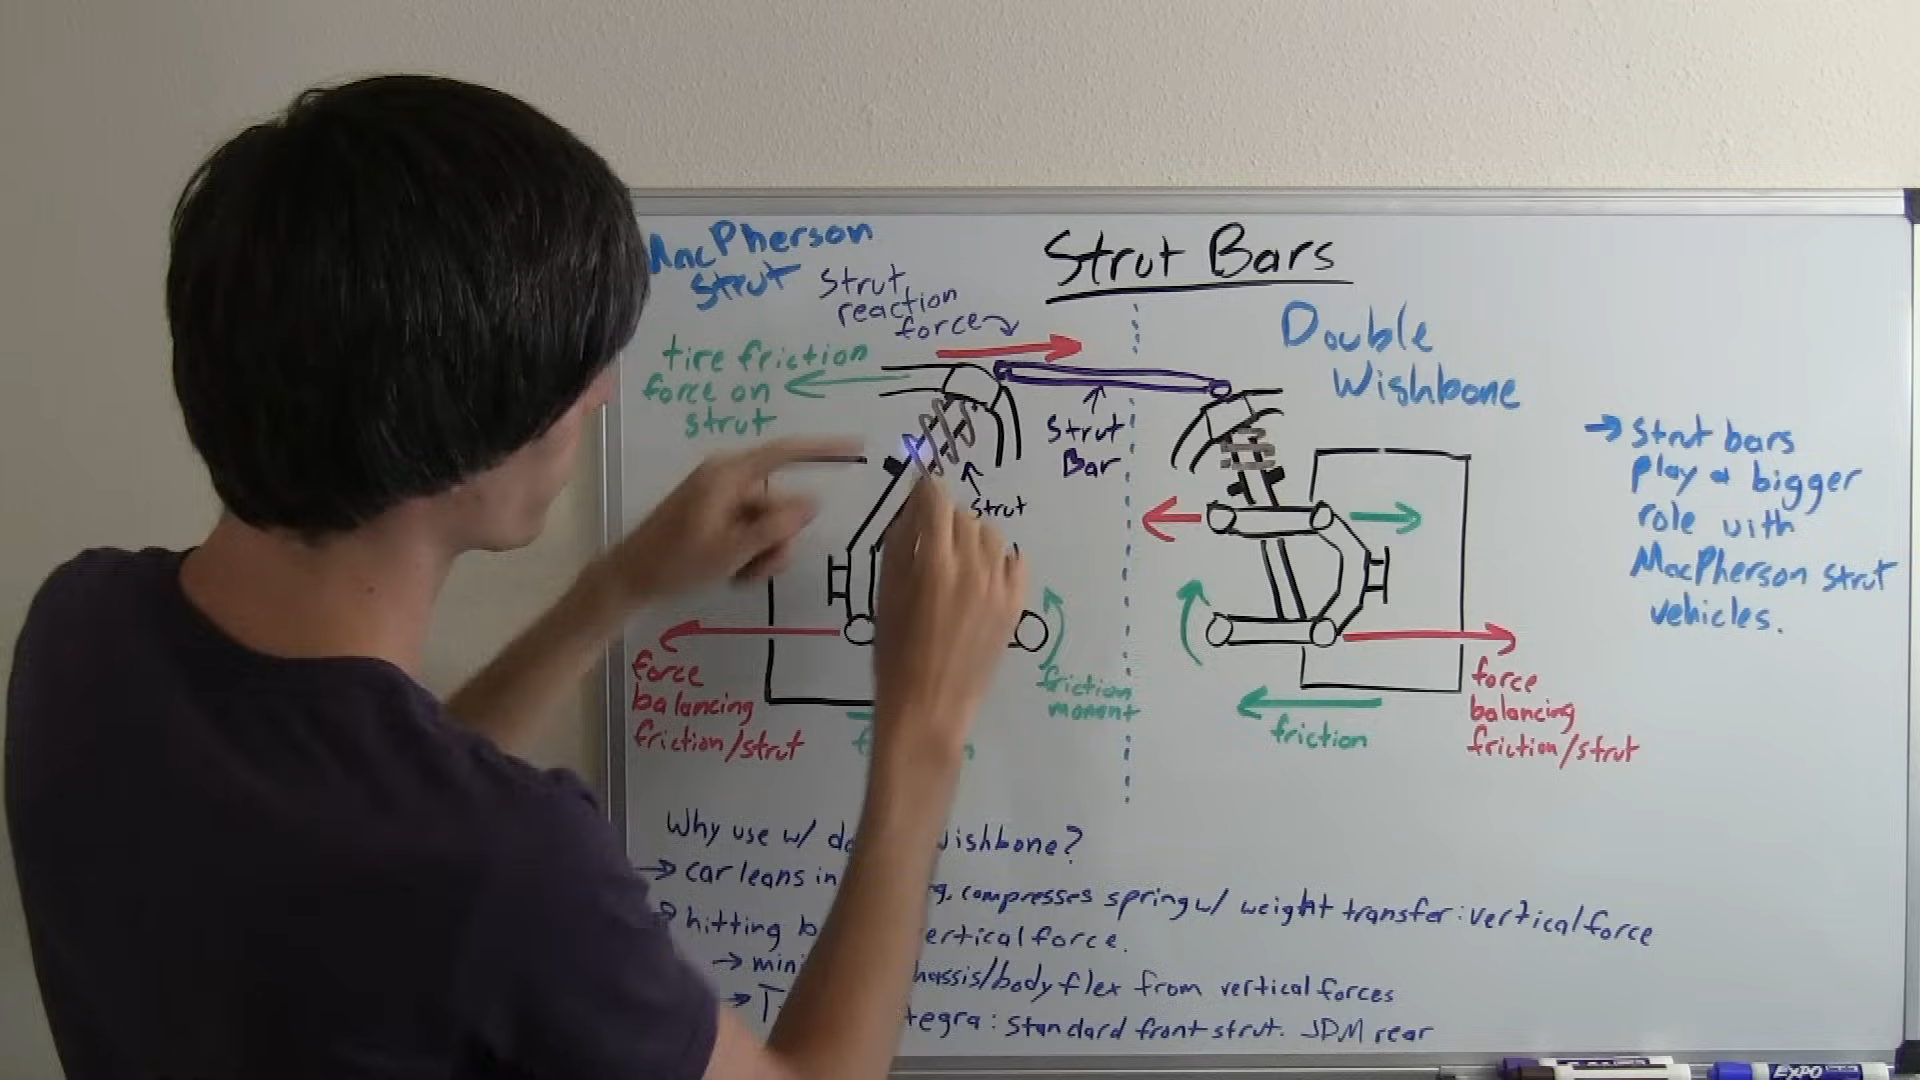 Strut Bars
MacPherson
strut
Strut
reaction
force
tire friction
force on
strut
Strut
Bar
strut
force
balancing
friction/strut
friction
moment
Double
Wishbone
friction
force
balancing
friction/strut
→ Strut bars
play a bigger
role with
MacPherson strut
vehicles.
Why use w/ wishbone?
→ car leans in compresses spring w/ weight transfer: vertical force
hitting vertical force.
→ chassis/body flex from vertical forces
→ standard front strut. JDM rear
EXPO